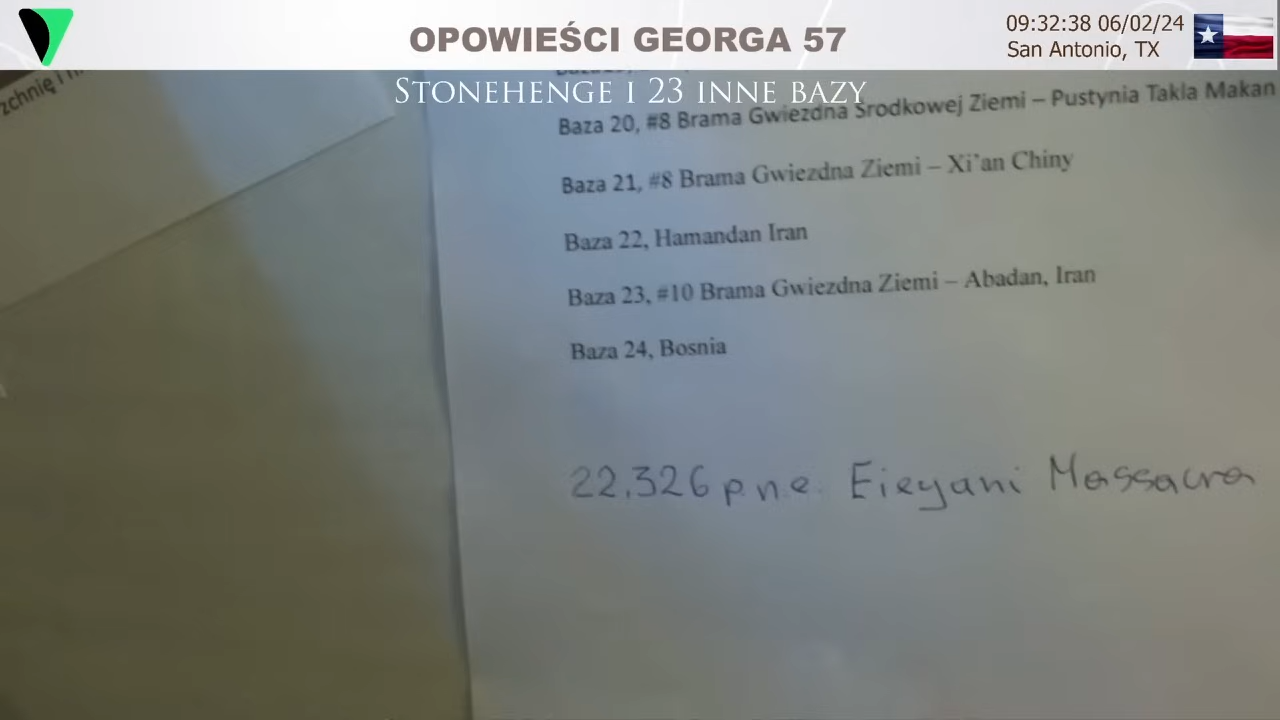 OPOWIEŚCI GEORGA 57
09:32:38 06/02/24
San Antonio, TX
STONEHENGE I 23 INNE BAZY
Baza 20, #8 Brama Gwiezdna Środkowej Ziemi – Pustynia Takla Makan
Baza 21, #8 Brama Gwiezdna Ziemi – Xi'an Chiny
Baza 22, Hamandan Iran
Baza 23, #10 Brama Gwiezdna Ziemi – Abadan, Iran
Baza 24, Bosnia
22.326 p.n.e. Eieyani Massacra